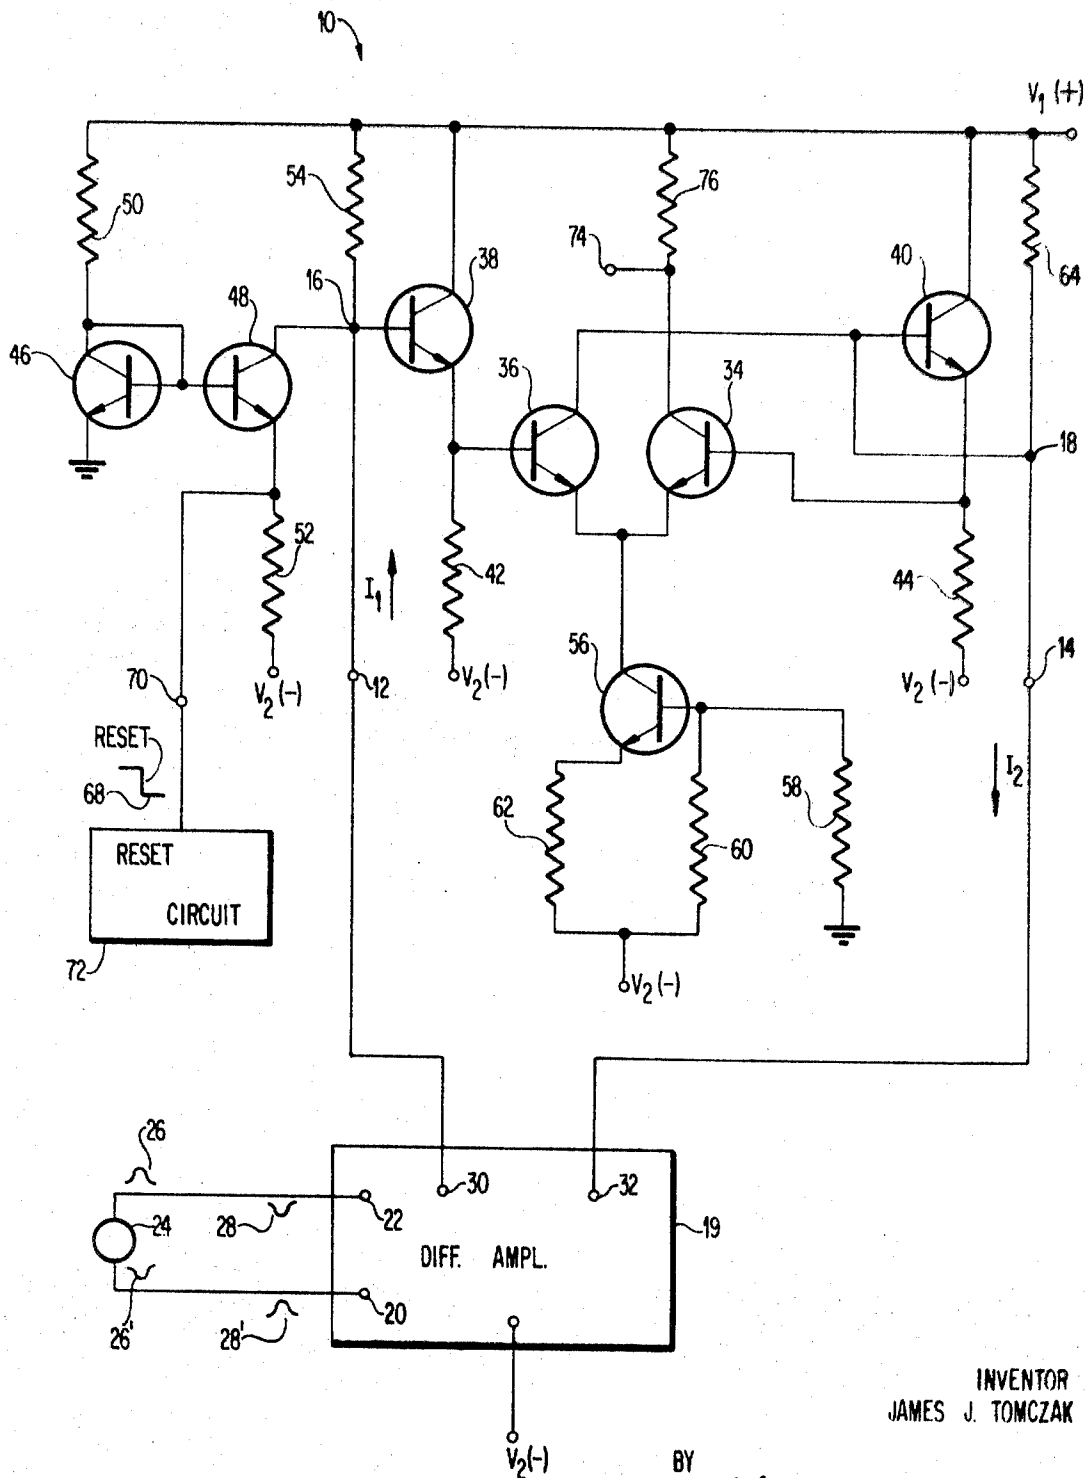 10
V1 (+)
50
54
76
64
74
38
40
16
48
46
36
34
18
52
I1
42
44
56
V2(-)
12
V2(-)
V2(-)
14
70
RESET
68
I2
62
60
58
RESET
CIRCUIT
72
V2(-)
26
30
32
22
28
24
19
DIFF. AMPL.
20
26'
28'
INVENTOR
JAMES J. TOMCZAK
V2(-)
BY